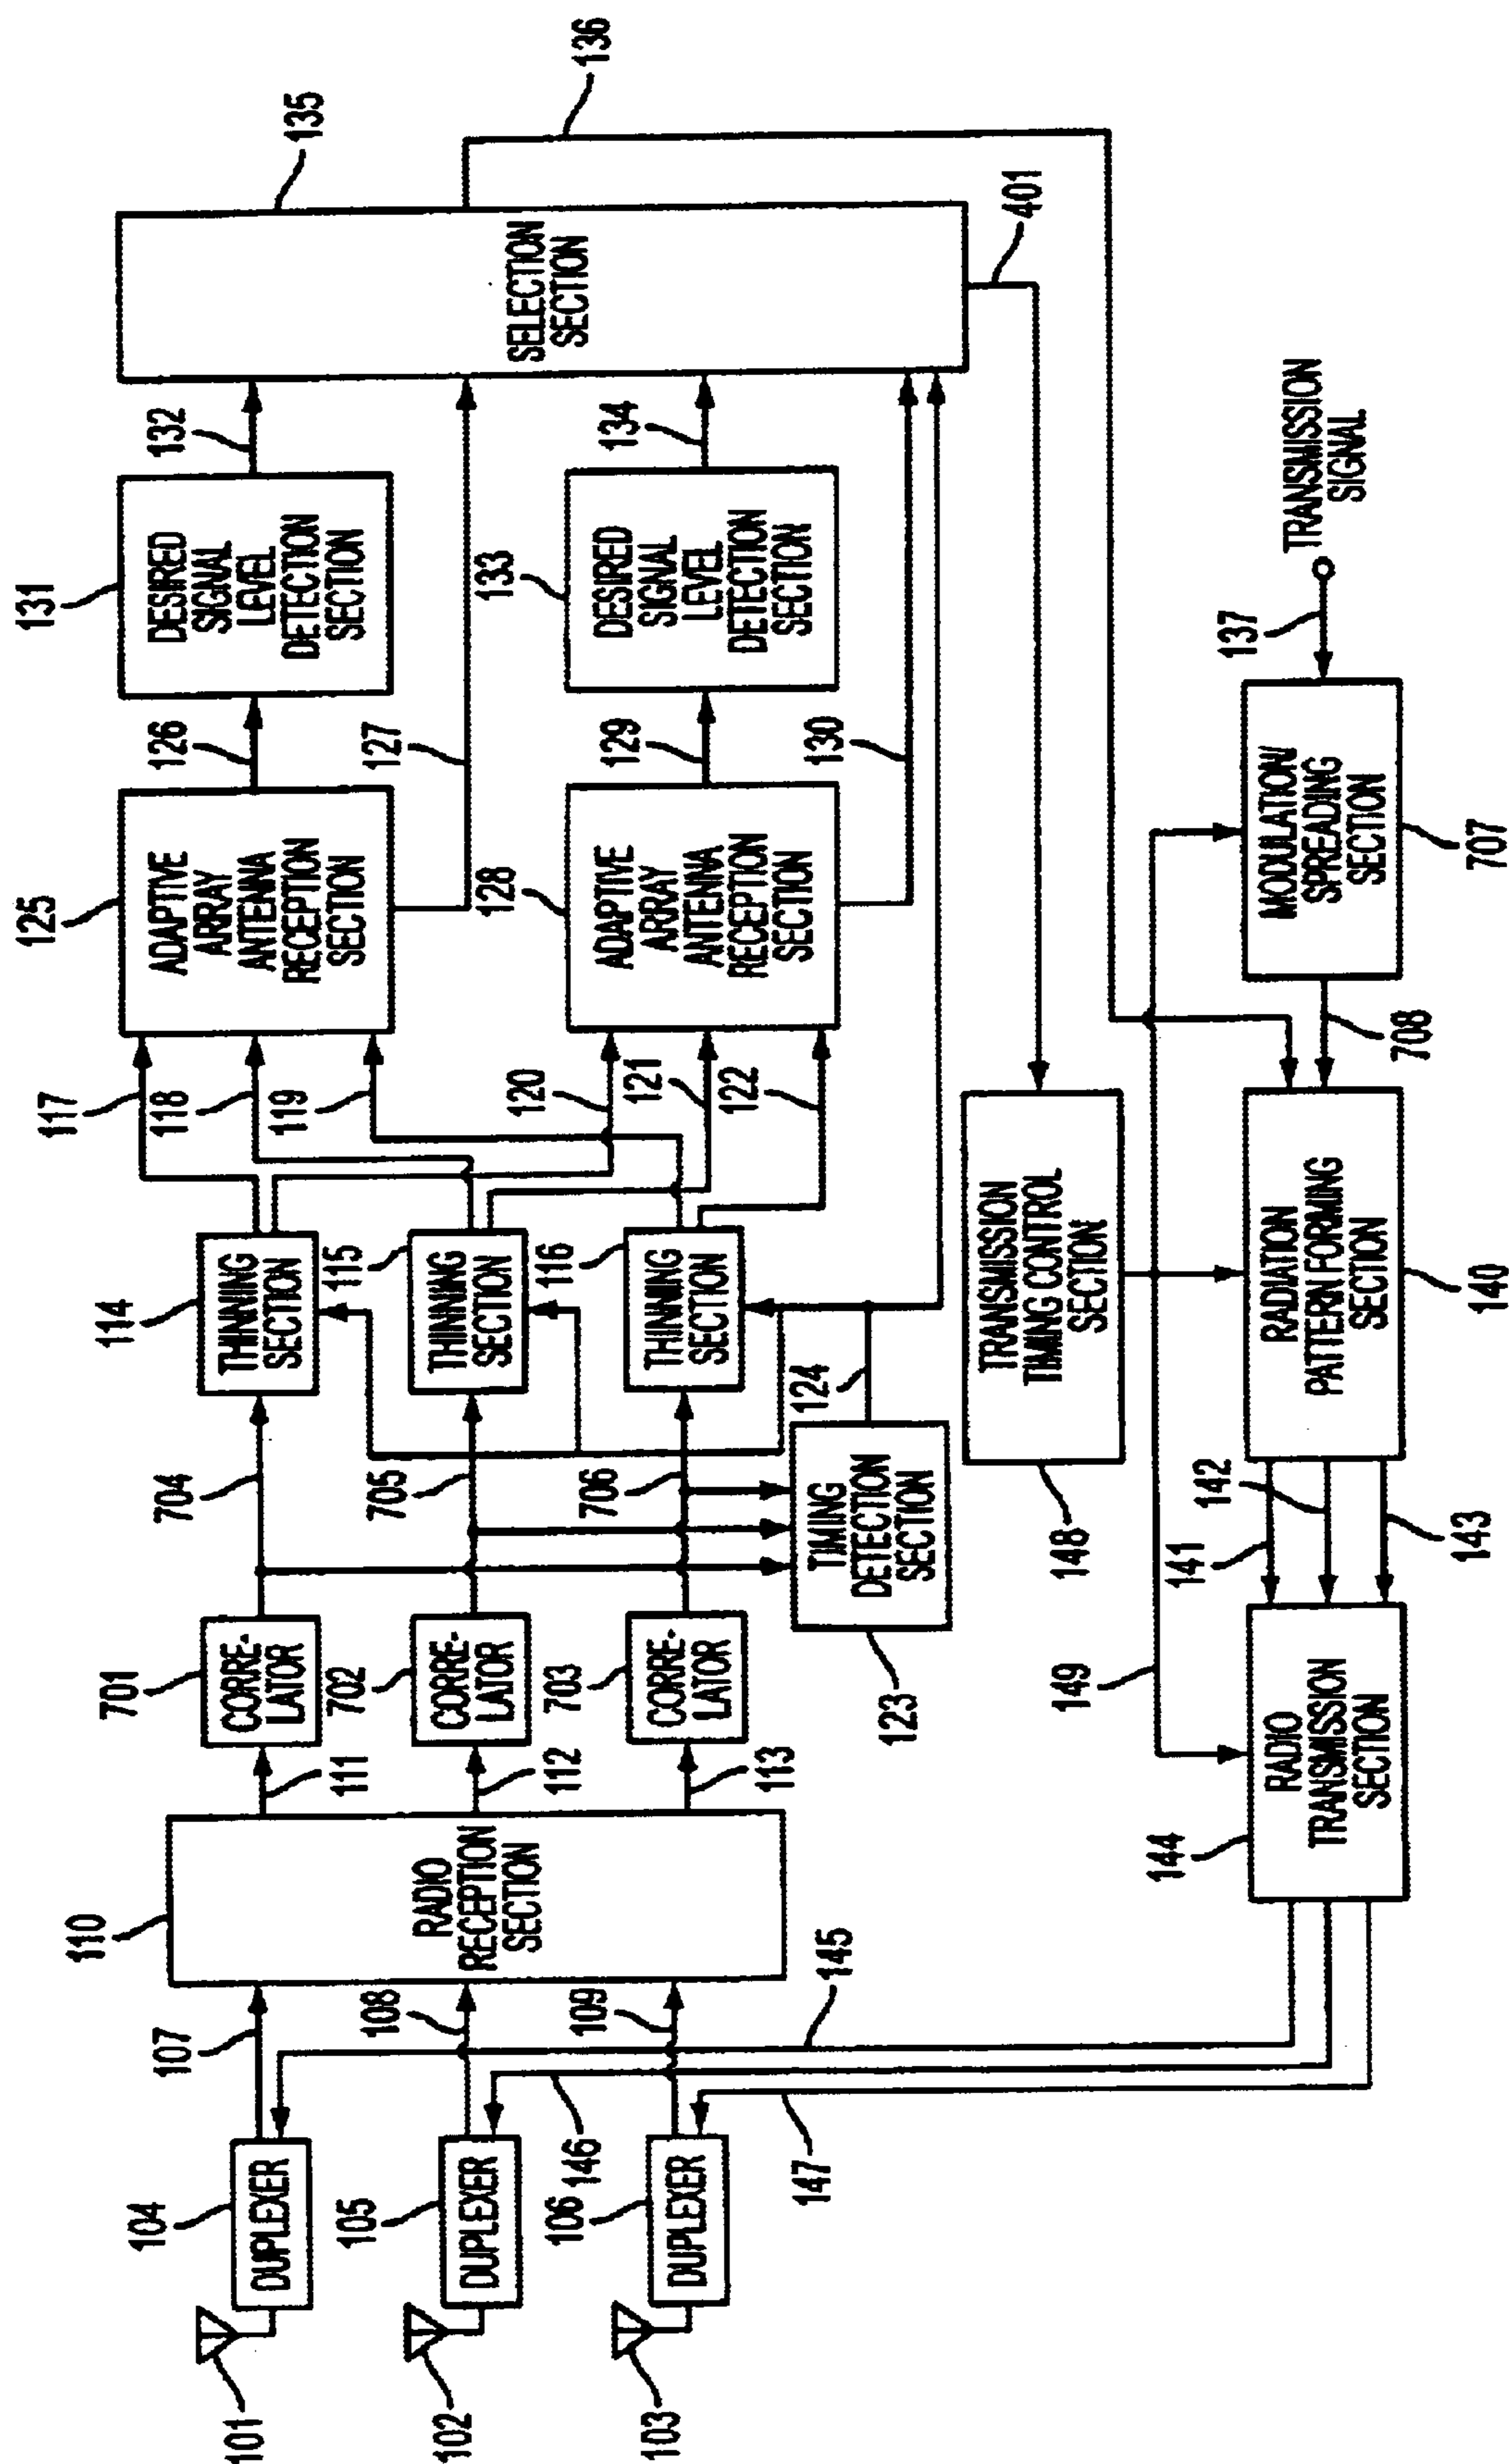 101
102
103
104
DUPLEXER
105
DUPLEXER
106
DUPLEXER
107
108
109
146
145
147
110
RADIO
RECEPTION
SECTION
111
112
113
701
CORRE-
LATOR
702
CORRE-
LATOR
703
CORRE-
LATOR
704
705
706
123
TIMING
DETECTION
SECTION
124
114
THINNING
SECTION
115
THINNING
SECTION
116
THINNING
SECTION
117
118
119
120
121
122
125
ADAPTIVE
ARRAY
ANTENNA
RECEPTION
SECTION
126
127
128
ADAPTIVE
ARRAY
ANTENNA
RECEPTION
SECTION
129
130
131
DESIRED
SIGNAL
LEVEL
DETECTION
SECTION
132
133
DESIRED
SIGNAL
LEVEL
DETECTION
SECTION
134
SELECTION
SECTION
135
136
401
148
TRANSMISSION
TIMING CONTROL
SECTION
149
144
RADIO
TRANSMISSION
SECTION
141
142
143
RADIATION
PATTERN FORMING
SECTION
140
708
MODULATION/
SPREADING
SECTION
707
137
TRANSMISSION
SIGNAL